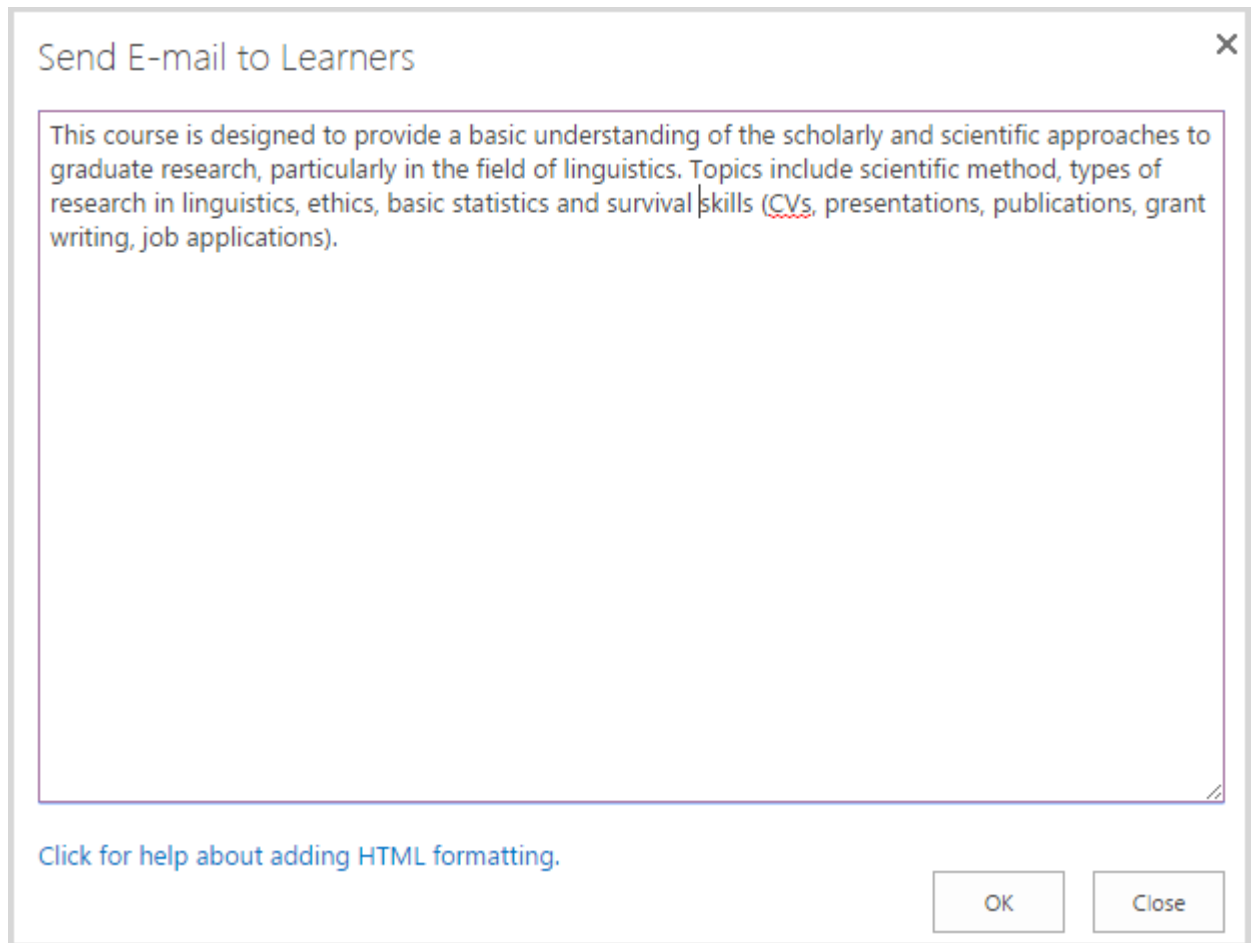 Send E-mail to Learners
This course is designed to provide a basic understanding of the scholarly and scientific approaches to
graduate research, particularly in the field of linguistics. Topics include scientific method, types of
research in linguistics, ethics, basic statistics and survival skills (CVs, presentations, publications, grant
writing, job applications).
Click for help about adding HTML formatting.
OK Close